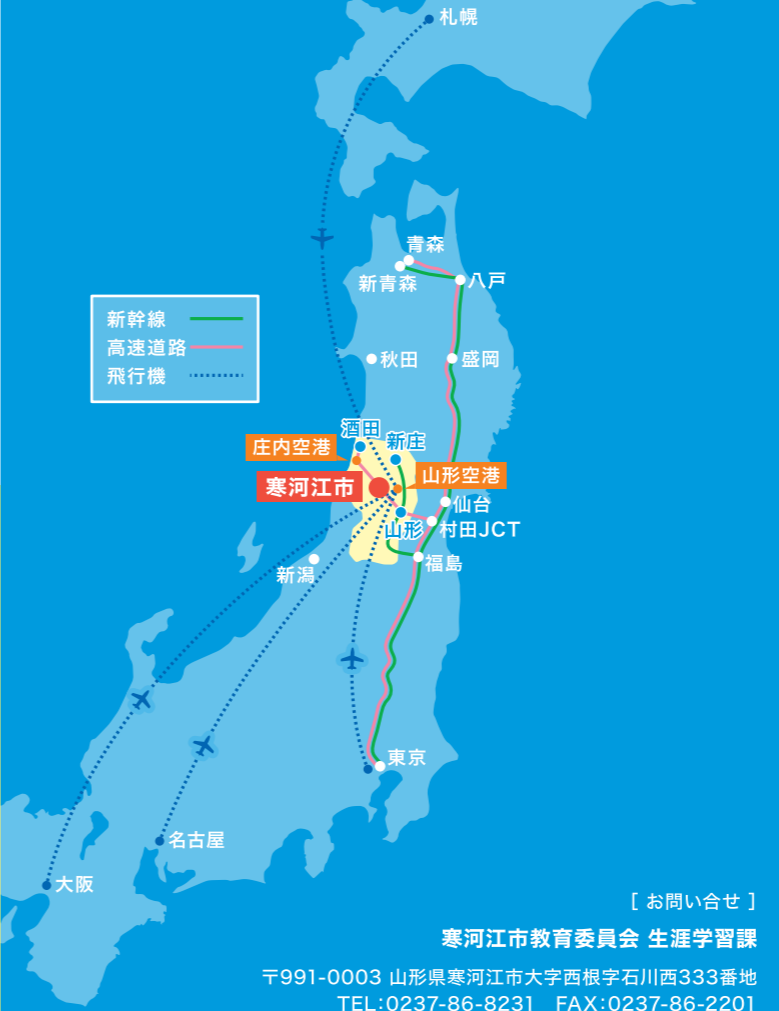 札幌
青森
新青森
八戸
新幹線
高速道路
飛行機
秋田
盛岡
酒田
新庄
庄内空港
山形空港
寒河江市
仙台
山形
村田JCT
福島
新潟
東京
名古屋
大阪
［ お問い合せ ］
寒河江市教育委員会 生涯学習課
〒991-0003 山形県寒河江市大字西根字石川西333番地
TEL:0237-86-8231　FAX:0237-86-2201